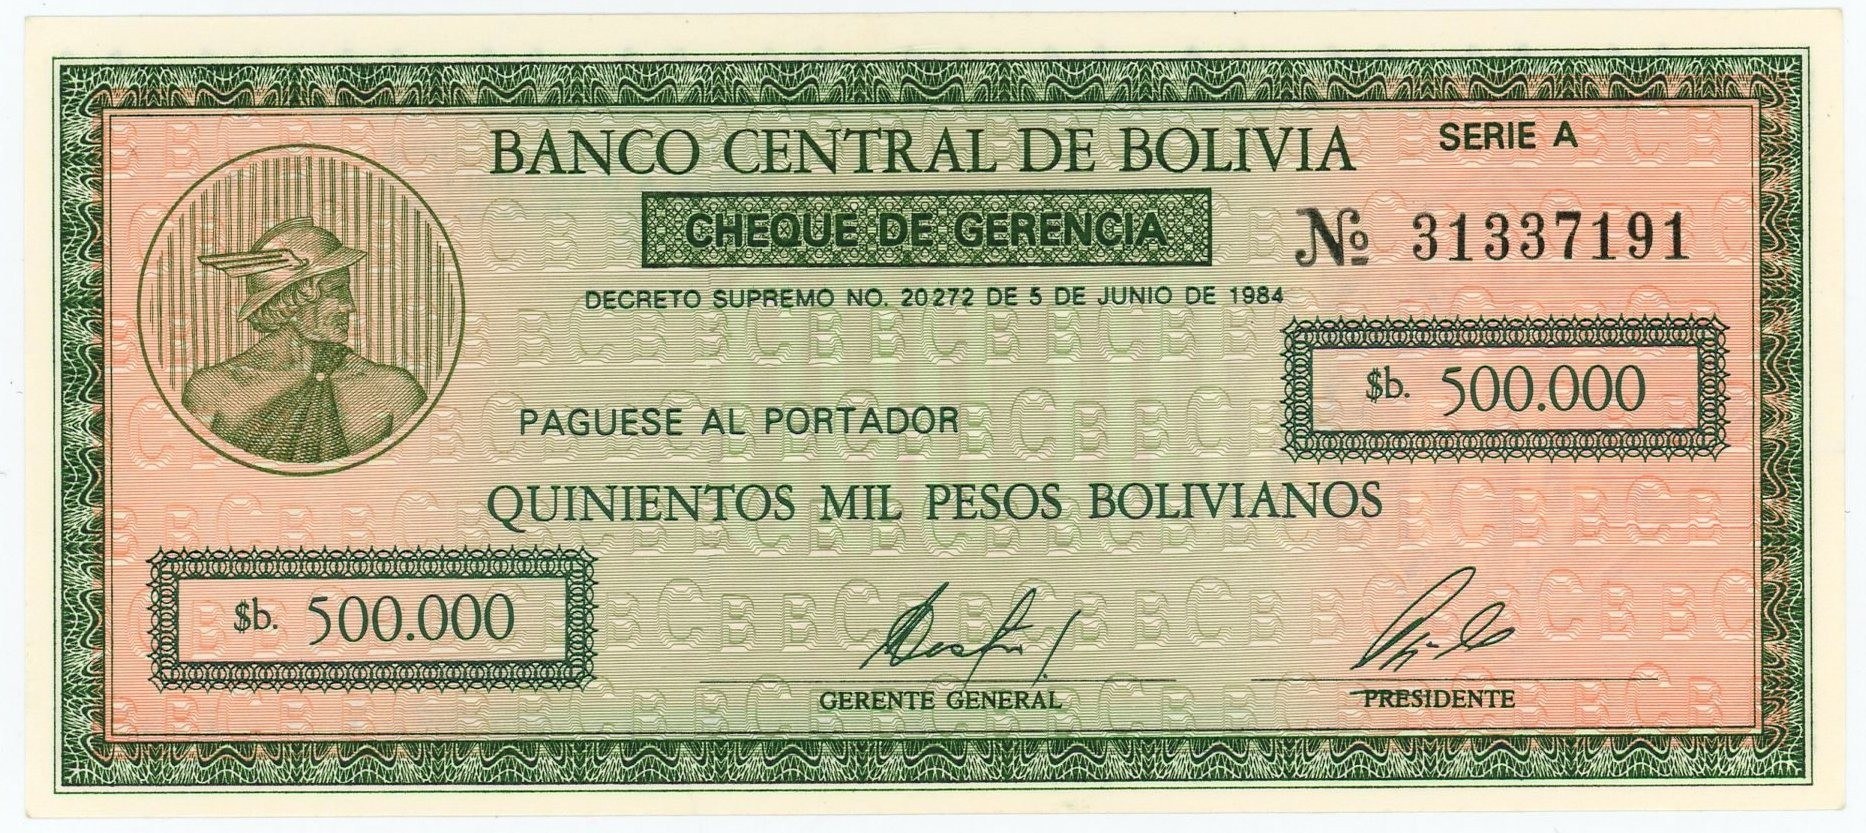 BANCO CENTRAL DE BOLIVIA
SERIE A
CHEQUE DE GERENCIA
Nº 31337191
DECRETO SUPREMO NO. 20272 DE 5 DE JUNIO DE 1984
$b. 500.000
PAGUESE AL PORTADOR
QUINIENTOS MIL PESOS BOLIVIANOS
$b. 500.000
GERENTE GENERAL
PRESIDENTE